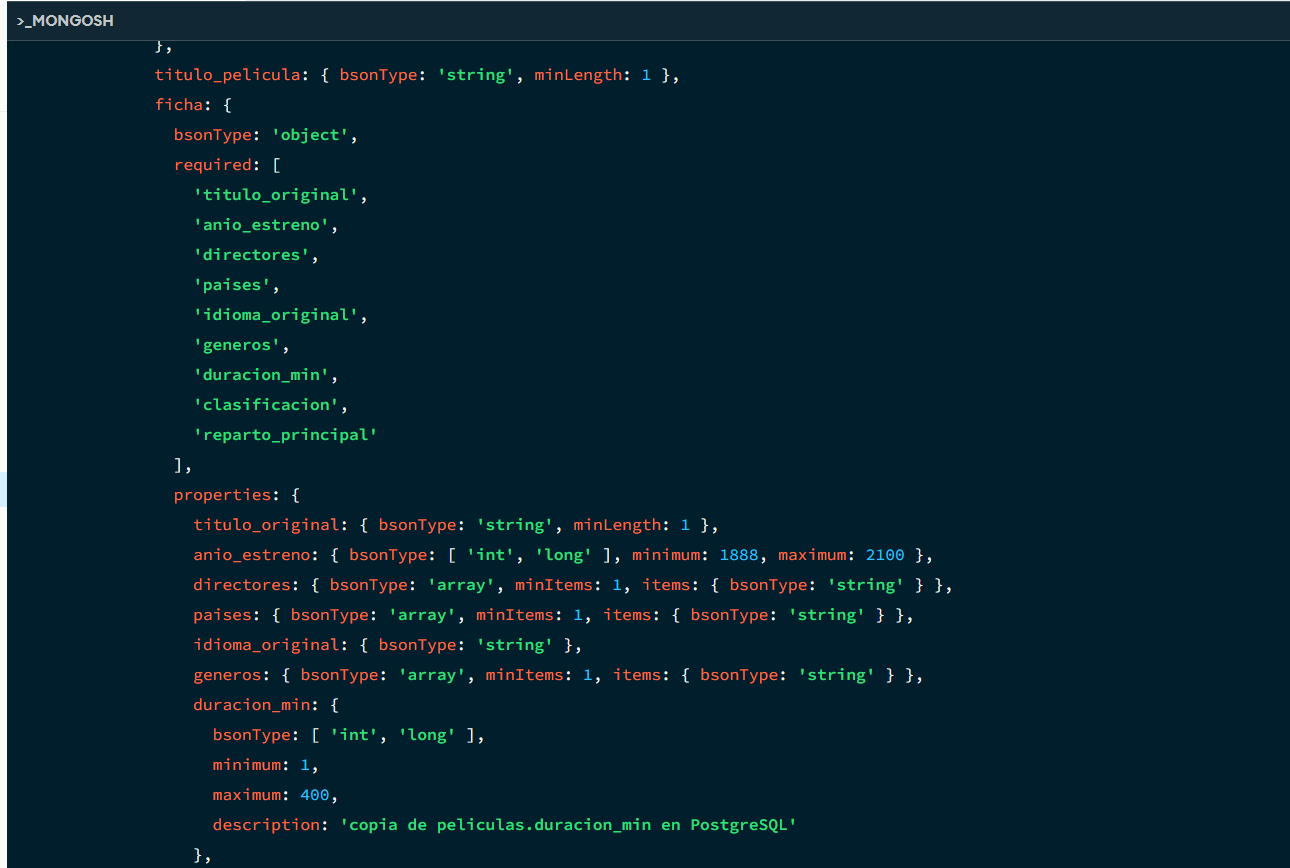 >_MONGOSH
},
titulo_pelicula: { bsonType: 'string', minLength: 1 },
ficha: {
bsonType: 'object',
required: [
'titulo_original',
'anio_estreno',
'directores',
'paises',
'idioma_original',
'generos',
'duracion_min',
'clasificacion',
'reparto_principal'
],
properties: {
titulo_original: { bsonType: 'string', minLength: 1 },
anio_estreno: { bsonType: [ 'int', 'long' ], minimum: 1888, maximum: 2100 },
directores: { bsonType: 'array', minItems: 1, items: { bsonType: 'string' } },
paises: { bsonType: 'array', minItems: 1, items: { bsonType: 'string' } },
idioma_original: { bsonType: 'string' },
generos: { bsonType: 'array', minItems: 1, items: { bsonType: 'string' } },
duracion_min: {
bsonType: [ 'int', 'long' ],
minimum: 1,
maximum: 400,
description: 'copia de peliculas.duracion_min en PostgreSQL'
},